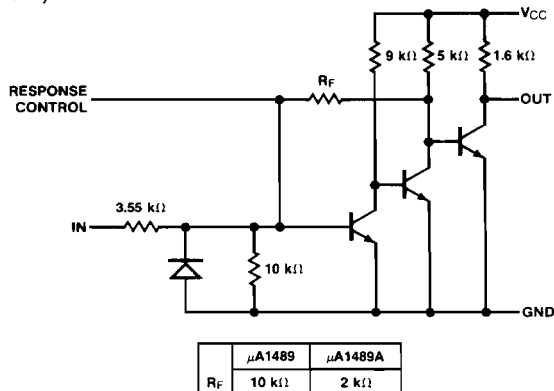 VCC
9 kΩ 5 kΩ 1.6 kΩ
RF
RESPONSE
CONTROL
OUT
3.55 kΩ
IN
10 kΩ
GND
μA1489 μA1489A
RF 10 kΩ 2 kΩ